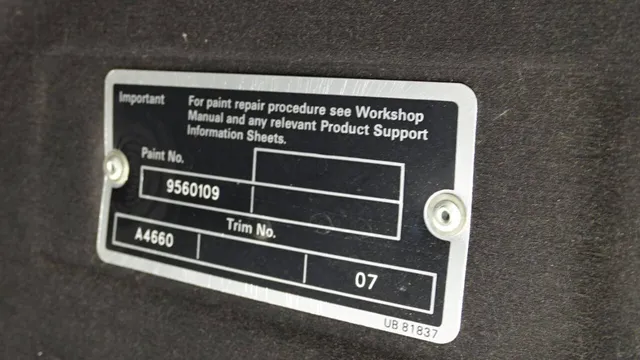 Important
For paint repair procedure see Workshop
Manual and any relevant Product Support
Information Sheets.
Paint No.
9560109
Trim No.
A4660
07
UB 81837